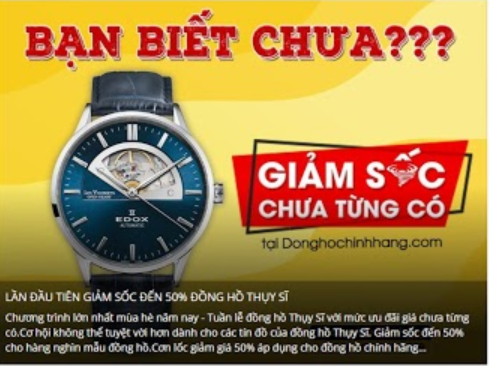 BẠN BIẾT CHƯA???
Les Vauberts
OPEN HEART
EDOX
AUTOMATIC
GIẢM SỐC
CHƯA TỪNG CÓ
tại Donghochinhhang.com
LẦN ĐẦU TIÊN GIẢM SỐC ĐẾN 50% ĐỒNG HỒ THỤY SĨ
Chương trình lớn nhất mùa hè năm nay - Tuần lễ đồng hồ Thụy Sĩ với mức ưu đãi giá chưa từng
có.Cơ hội không thể tuyệt vời hơn dành cho các tín đồ của đồng hồ Thụy Sĩ. Giảm sốc đến 50%
cho hàng nghìn mẫu đồng hồ.Cơn lốc giảm giá 50% áp dụng cho đồng hồ chính hãng...